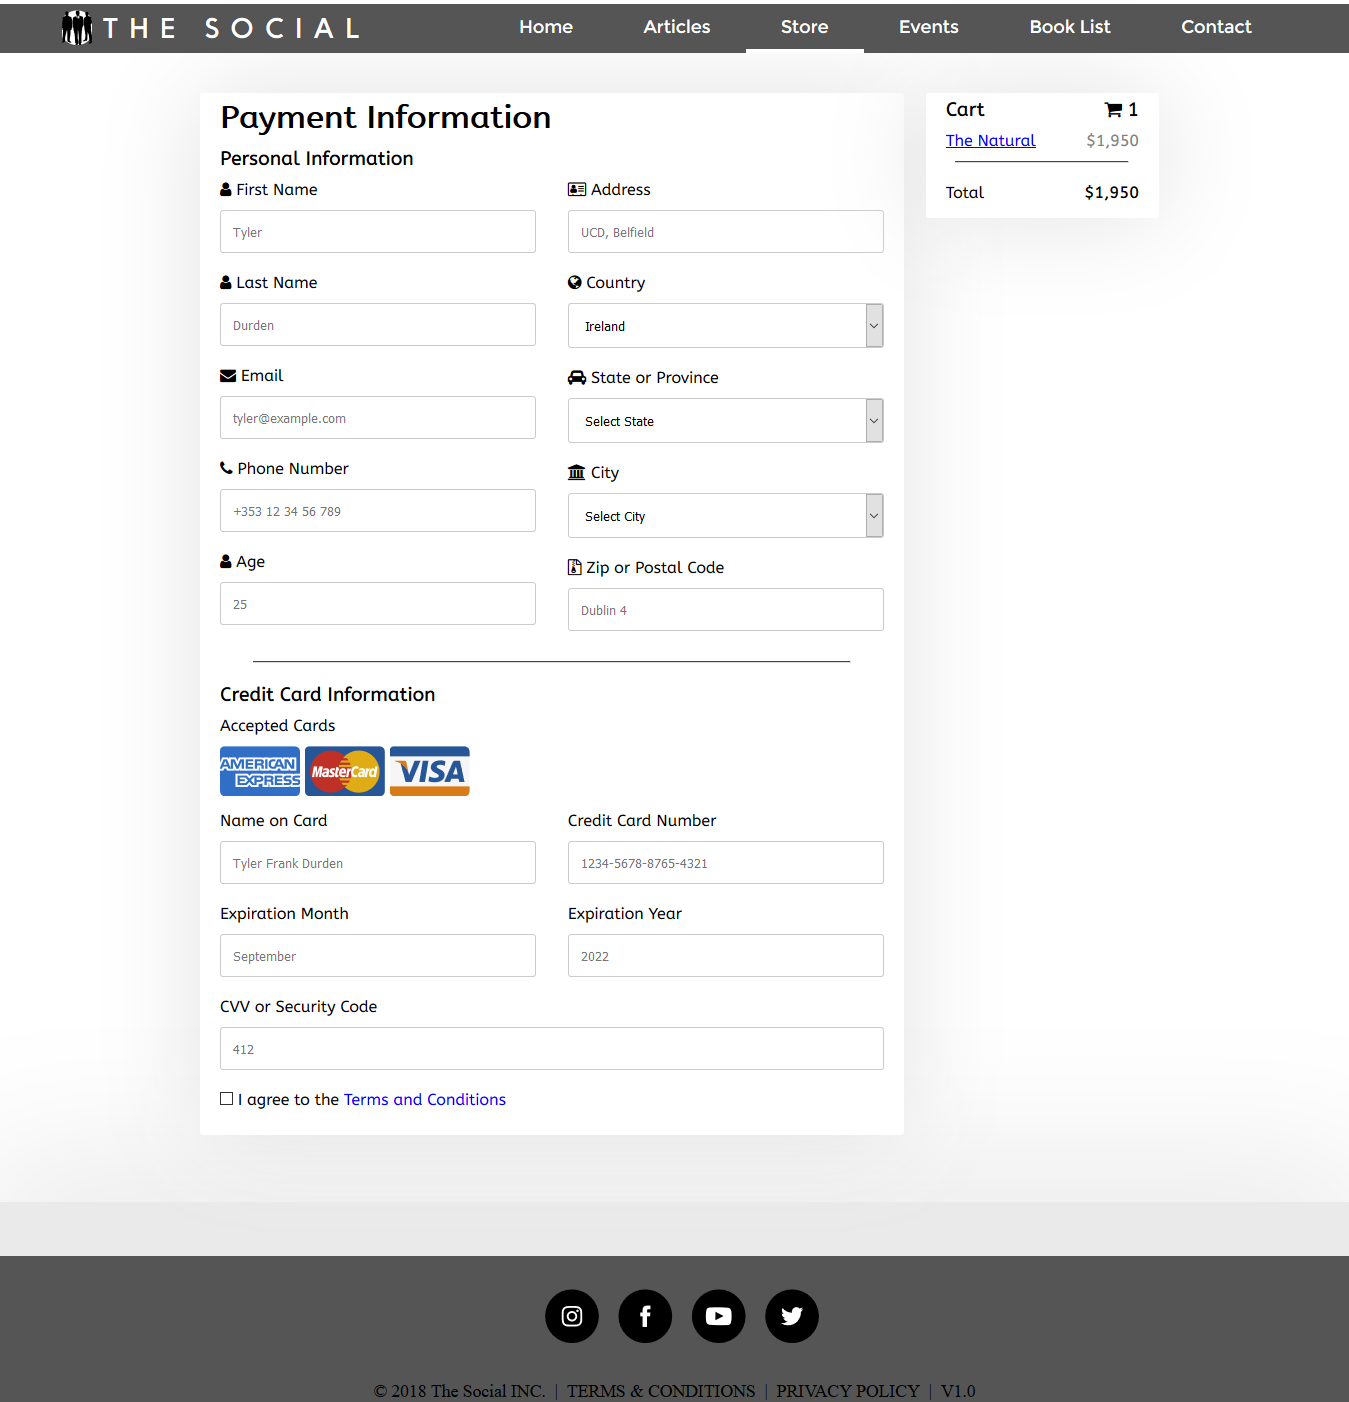 THE SOCIAL
Home Articles Store Events Book List Contact
Payment Information
Personal Information
First Name
Tyler
Last Name
Durden
Email
tyler@example.com
Phone Number
+353 12 34 56 789
Age
25
Address
UCD, Belfield
Country
Ireland
State or Province
Select State
City
Select City
Zip or Postal Code
Dublin 4
Credit Card Information
Accepted Cards
AMERICAN
EXPRESS
MasterCard
VISA
Name on Card
Tyler Frank Durden
Credit Card Number
1234-5678-8765-4321
Expiration Month
September
Expiration Year
2022
CVV or Security Code
412
I agree to the Terms and Conditions
Cart 1
The Natural $1,950
Total $1,950
© 2018 The Social INC. | TERMS & CONDITIONS | PRIVACY POLICY | V1.0